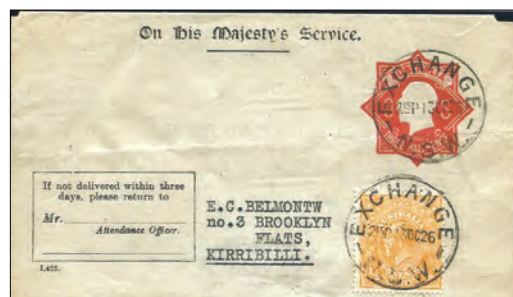 On His Majesty's Service.
EXCHANGE
N.S.W.
If not delivered within three
days, please return to
Mr.
Attendance Officer.
L.422.
E.C.BELMONTW
no.3 BROOKLYN
FLATS,
KIRRIBILLI.
EXCHANGE
N.S.W.